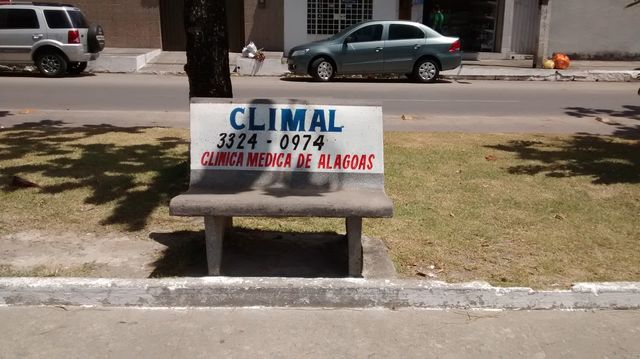 CLIMAL
3324-0974
CLINICA MEDICA DE ALAGOAS